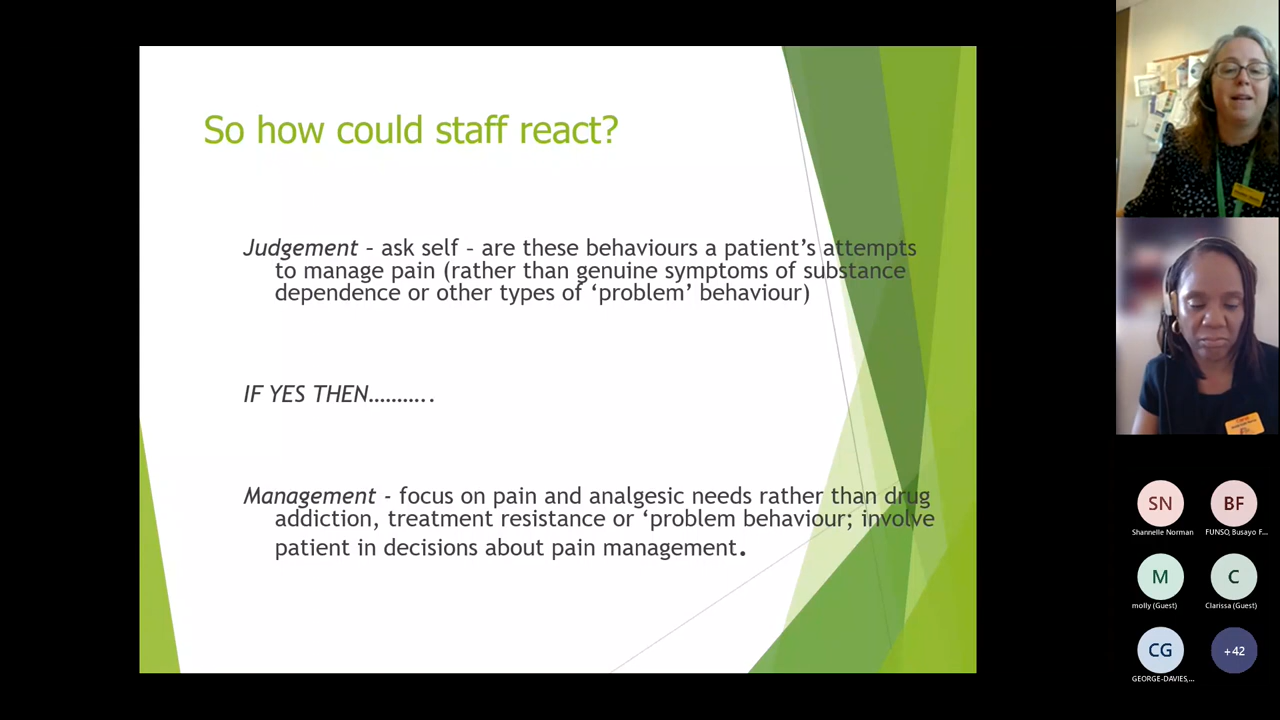 So how could staff react?
Judgement – ask self – are these behaviours a patient’s attempts
to manage pain (rather than genuine symptoms of substance
dependence or other types of ‘problem’ behaviour)
IF YES THEN………..
Management - focus on pain and analgesic needs rather than drug
addiction, treatment resistance or ‘problem behaviour; involve
patient in decisions about pain management.
SN
BF
Shannelle Norman
FUNSO, Busayo F...
M
C
molly (Guest)
Clarissa (Guest)
CG
+42
GEORGE-DAVIES,...